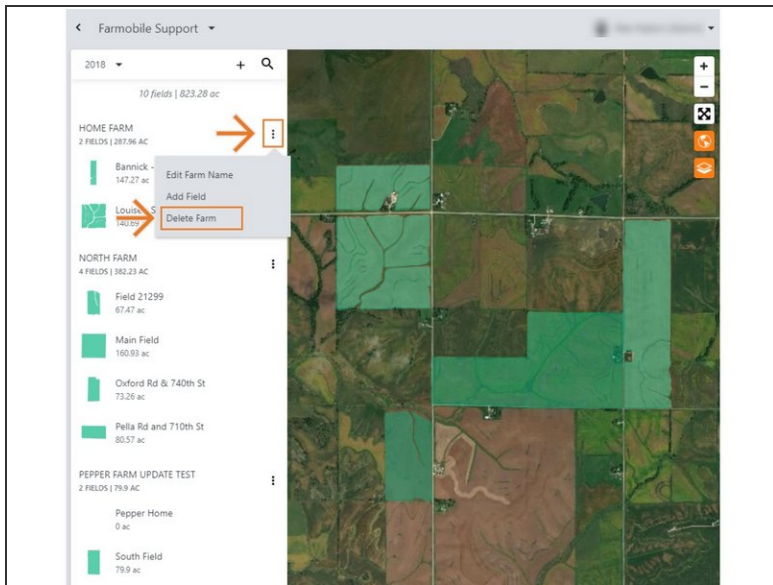 Farmobile Support
2018
+
10 fields | 823.28 ac
HOME FARM
2 FIELDS | 287.96 AC
Bannick -
147.27 ac
Edit Farm Name
Add Field
Delete Farm
Louise
S
140.69
NORTH FARM
4 FIELDS | 382.23 AC
Field 21299
67.47 ac
Main Field
160.93 ac
Oxford Rd & 740th St
73.26 ac
Pella Rd and 710th St
80.57 ac
PEPPER FARM UPDATE TEST
2 FIELDS | 79.9 AC
Pepper Home
0 ac
South Field
79.9 ac
+
−